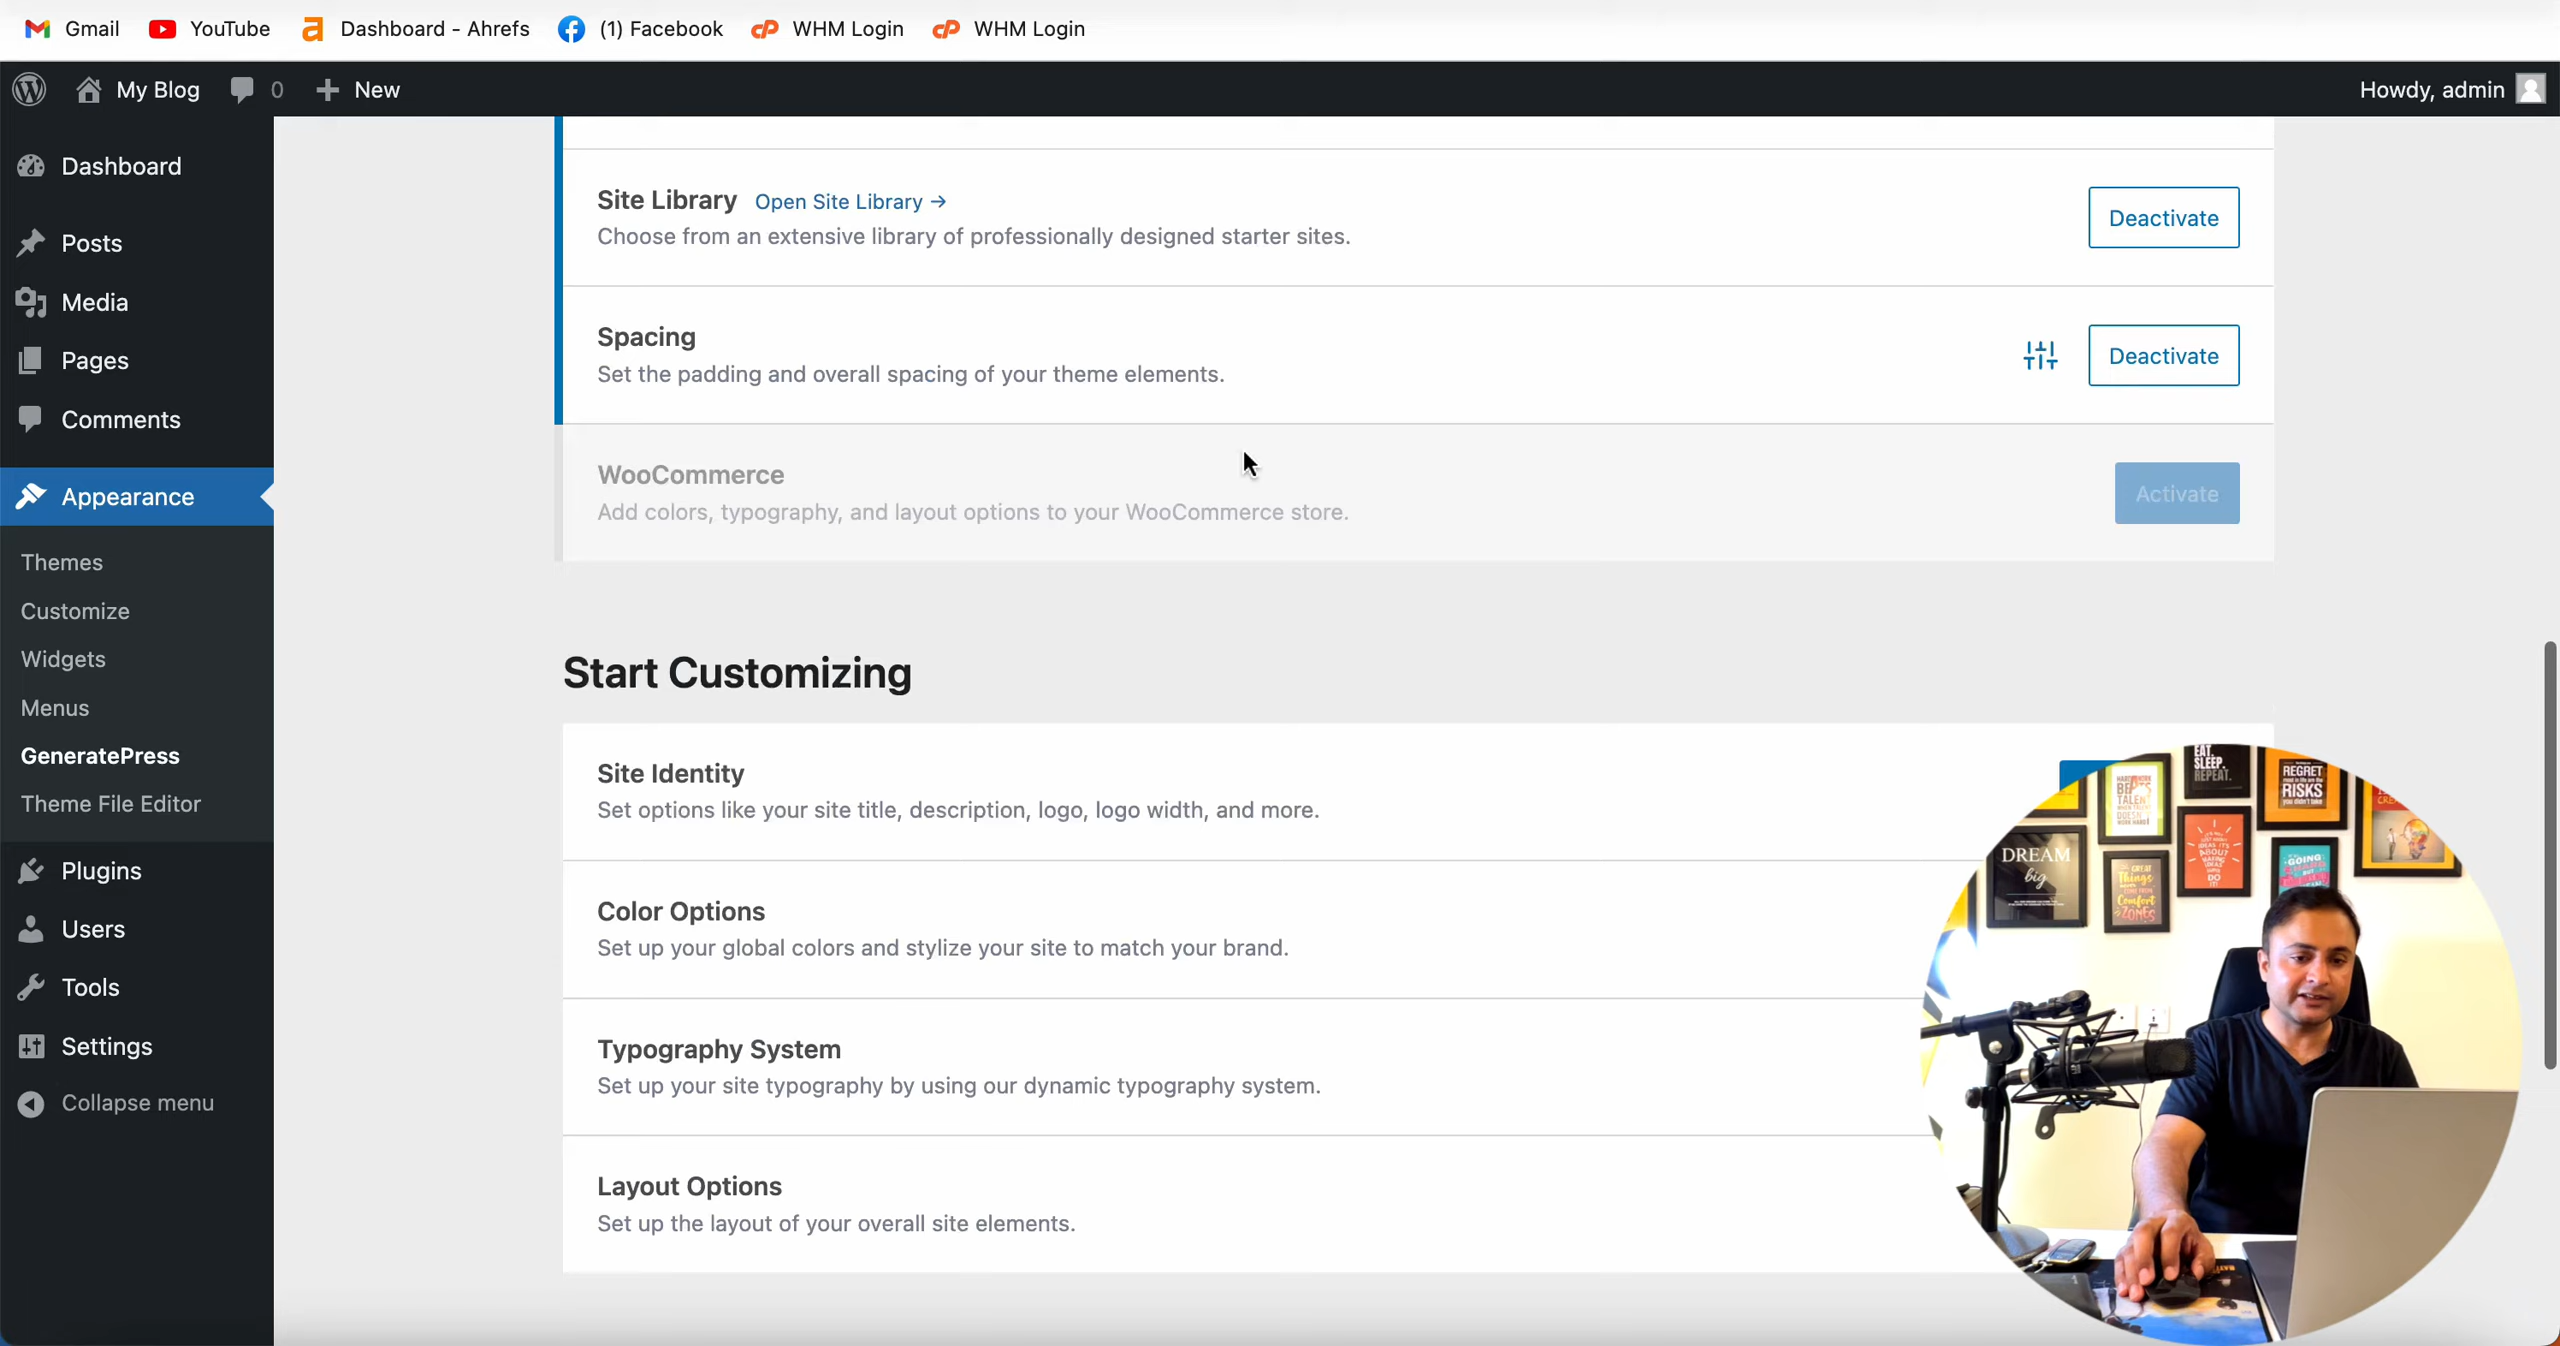 Gmail YouTube Dashboard - Ahrefs (1) Facebook WHM Login WHM Login
My Blog 0 New Howdy, admin
Dashboard
Posts
Media
Pages
Comments
Appearance
Themes
Customize
Widgets
Menus
GeneratePress
Theme File Editor
Plugins
Users
Tools
Settings
Collapse menu
Site Library Open Site Library →
Choose from an extensive library of professionally designed starter sites.
Deactivate
Spacing
Set the padding and overall spacing of your theme elements.
Deactivate
WooCommerce
Add colors, typography, and layout options to your WooCommerce store.
Activate
Start Customizing
Site Identity
Set options like your site title, description, logo, logo width, and more.
Color Options
Set up your global colors and stylize your site to match your brand.
Typography System
Set up your site typography by using our dynamic typography system.
Layout Options
Set up the layout of your overall site elements.
EAT.
SLEEP.
REPEAT.
REGRET
RISKS
DREAM
big
GREAT
Things
Comfort
ZONES
DO
IT!
GOING